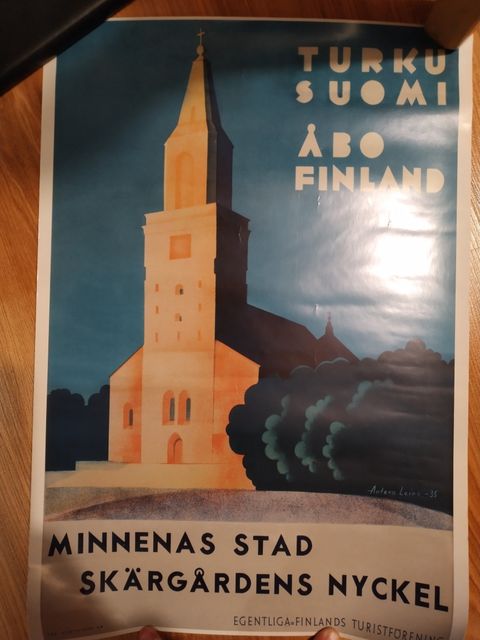 TURKU
SUOMI
ÅBO
FINLAND
MINNENAS STAD
SKÄRGÅRDENS NYCKEL
EGENTLIGA-FINLANDS TURISTFÖRENING